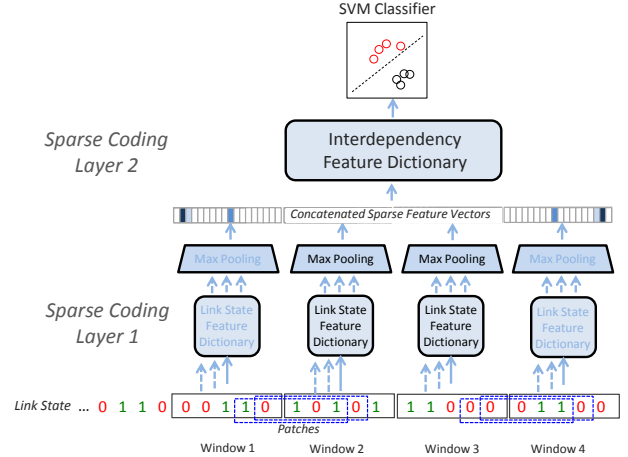 SVM Classifier
Sparse Coding
Layer 2
Interdependency
Feature Dictionary
Concatenated Sparse Feature Vectors
Max Pooling Max Pooling Max Pooling Max Pooling
Sparse Coding
Layer 1
Link State
Feature
Dictionary
Link State
Feature
Dictionary
Link State
Feature
Dictionary
Link State
Feature
Dictionary
Link State ... 0 1 1 0 0 0 1 1 0 1 0 1 0 1 1 1 0 0 0 0 1 1 0 0
Patches
Window 1 Window 2 Window 3 Window 4